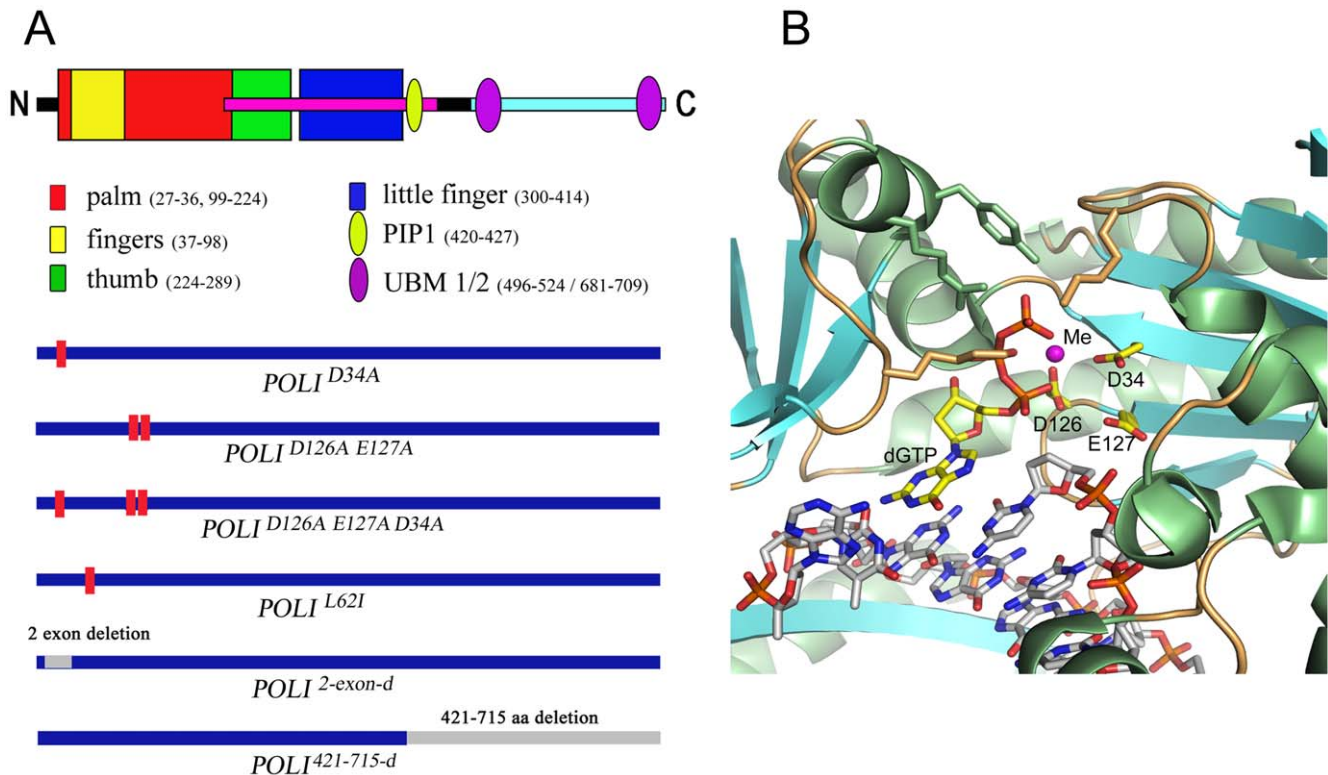 A
B
N
C
palm (27-36, 99-224)
fingers (37-98)
thumb (224-289)
little finger (300-414)
PIP1 (420-427)
UBM 1/2 (496-524 / 681-709)
POLI D34A
POLI D126A E127A
POLI D126A E127A D34A
POLI L62I
2 exon deletion
POLI 2-exon-d
421-715 aa deletion
POLI 421-715-d
Me
D34
D126
E127
dGTP